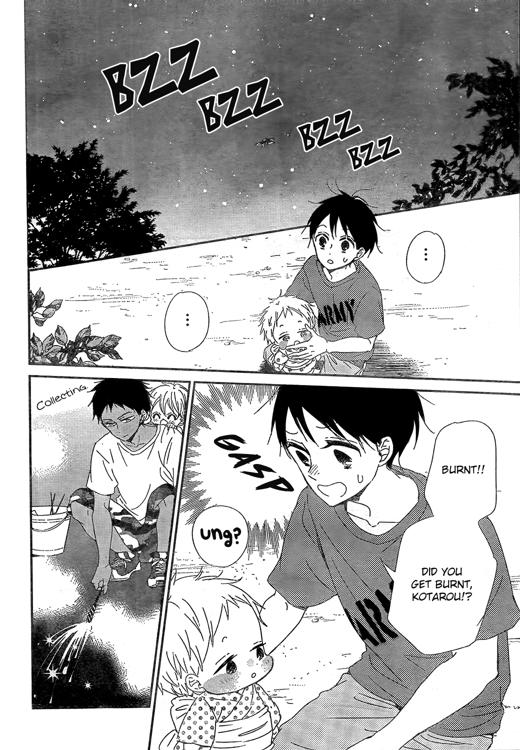 BZZ
BZZ
BZZ
BZZ
...
ARMY
...
Collecting.
GASP
BURNT!!
ung?
DID YOU
GET BURNT,
KOTAROU!?
ARMY